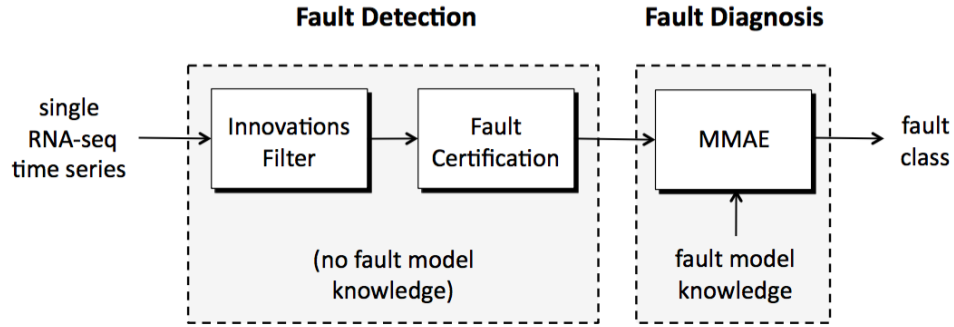 Fault Detection
Fault Diagnosis
single
RNA-seq
time series
Innovations
Filter
Fault
Certification
MMAE
fault
class
(no fault model
knowledge)
fault model
knowledge